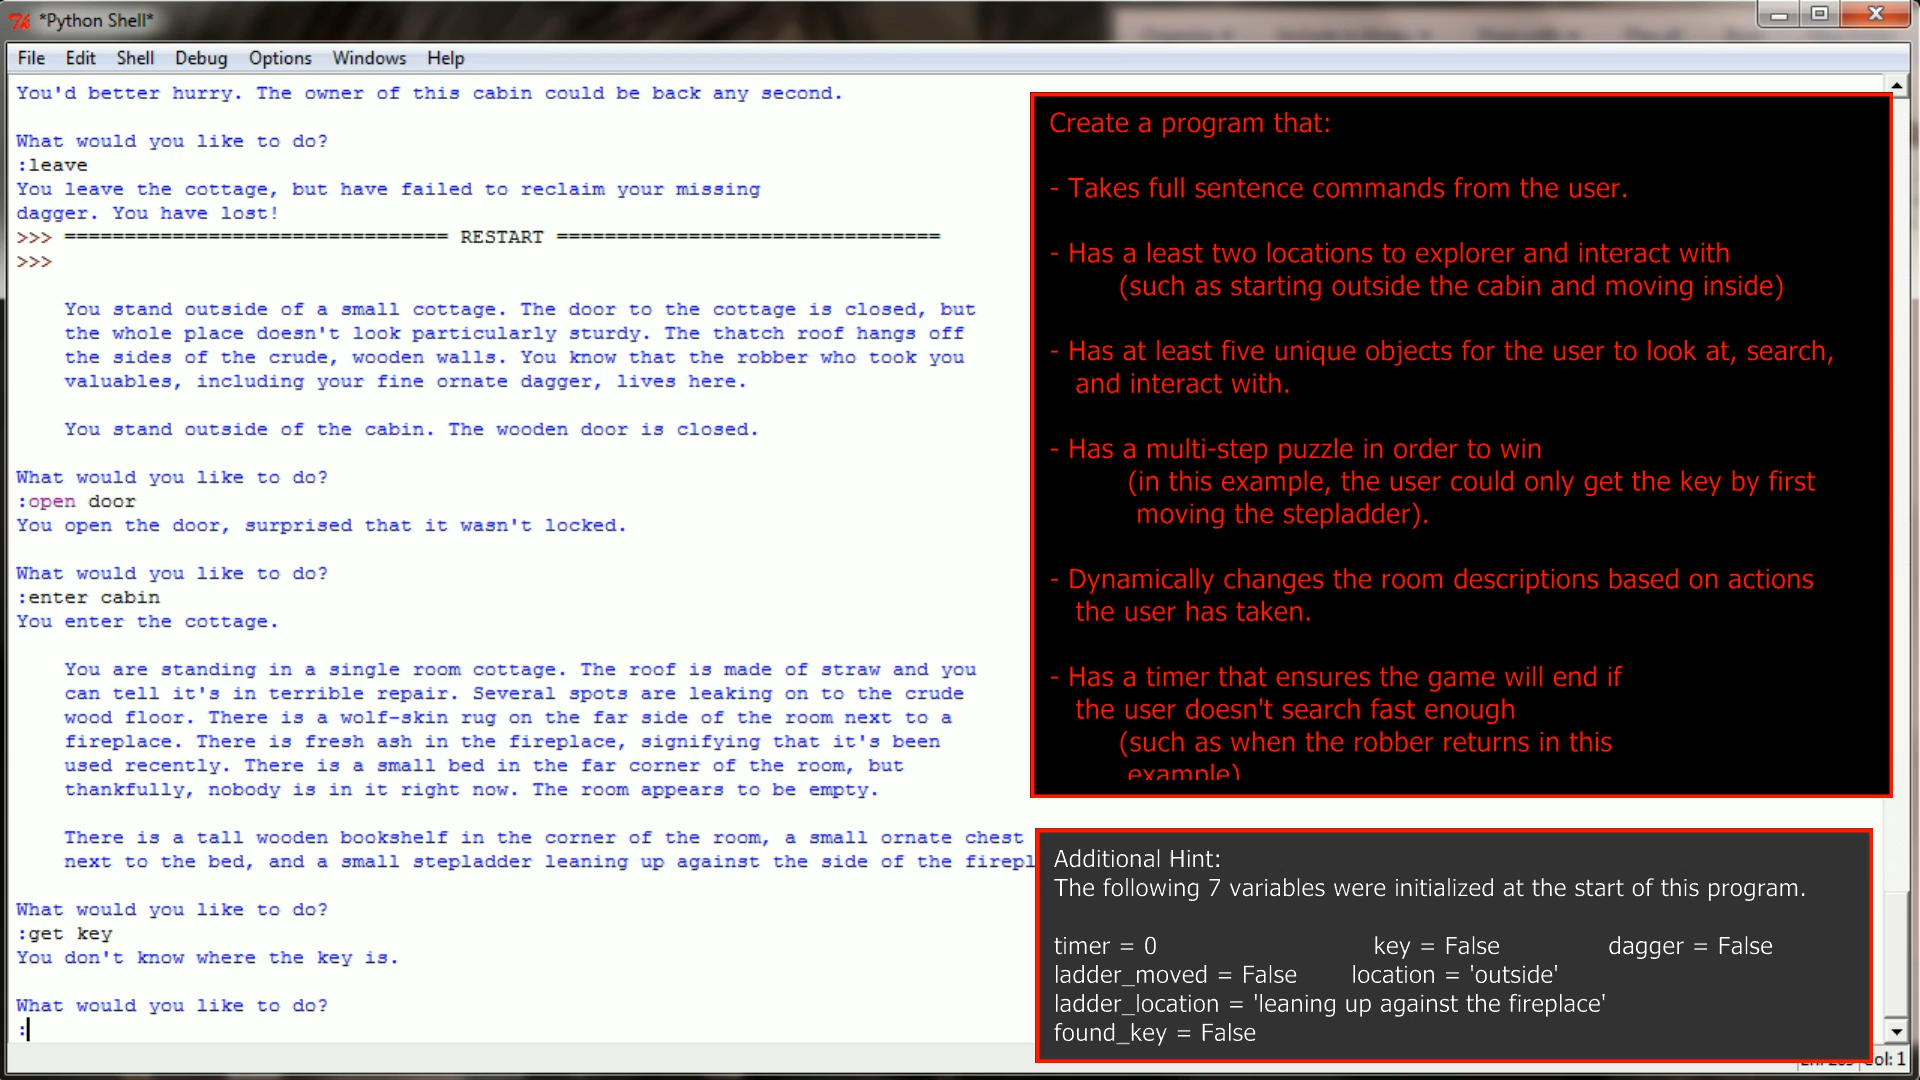 *Python Shell*
File Edit Shell Debug Options Windows Help
You'd better hurry. The owner of this cabin could be back any second.
What would you like to do?
:leave
You leave the cottage, but have failed to reclaim your missing
dagger. You have lost!
>>> ================================ RESTART ================================
>>>
You stand outside of a small cottage. The door to the cottage is closed, but
the whole place doesn't look particularly sturdy. The thatch roof hangs off
the sides of the crude, wooden walls. You know that the robber who took you
valuables, including your fine ornate dagger, lives here.
You stand outside of the cabin. The wooden door is closed.
What would you like to do?
:open door
You open the door, surprised that it wasn't locked.
What would you like to do?
:enter cabin
You enter the cottage.
You are standing in a single room cottage. The roof is made of straw and you
can tell it's in terrible repair. Several spots are leaking on to the crude
wood floor. There is a wolf-skin rug on the far side of the room next to a
fireplace. There is fresh ash in the fireplace, signifying that it's been
used recently. There is a small bed in the far corner of the room, but
thankfully, nobody is in it right now. The room appears to be empty.
There is a tall wooden bookshelf in the corner of the room, a small ornate chest
next to the bed, and a small stepladder leaning up against the side of the firepl
What would you like to do?
:get key
You don't know where the key is.
What would you like to do?
:
Create a program that:
- Takes full sentence commands from the user.
- Has a least two locations to explorer and interact with
(such as starting outside the cabin and moving inside)
- Has at least five unique objects for the user to look at, search,
and interact with.
- Has a multi-step puzzle in order to win
(in this example, the user could only get the key by first
moving the stepladder).
- Dynamically changes the room descriptions based on actions
the user has taken.
- Has a timer that ensures the game will end if
the user doesn't search fast enough
(such as when the robber returns in this
example)
Additional Hint:
The following 7 variables were initialized at the start of this program.
timer = 0 key = False dagger = False
ladder_moved = False location = 'outside'
ladder_location = 'leaning up against the fireplace'
found_key = False
ol: 1